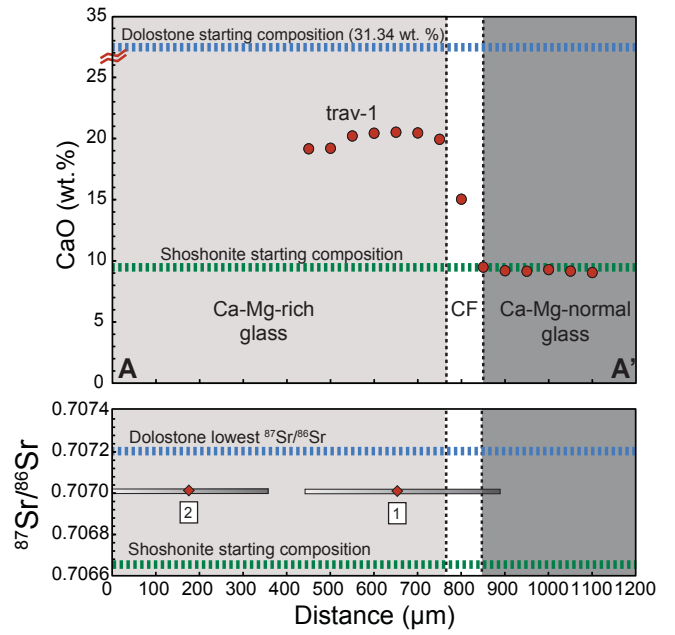 35
Dolostone starting composition (31.34 wt. %)
25
trav-1
20
CaO (wt.%)
15
Shoshonite starting composition
10
Ca-Mg-rich
glass
CF
Ca-Mg-normal
glass
5
A
A'
0
0.7074
Dolostone lowest ⁸⁷Sr/⁸⁶Sr
0.7072
⁸⁷Sr/⁸⁶Sr
0.7070
2
1
0.7068
Shoshonite starting composition
0.7066
0 100 200 300 400 500 600 700 800 900 1000 1100 1200
Distance (µm)